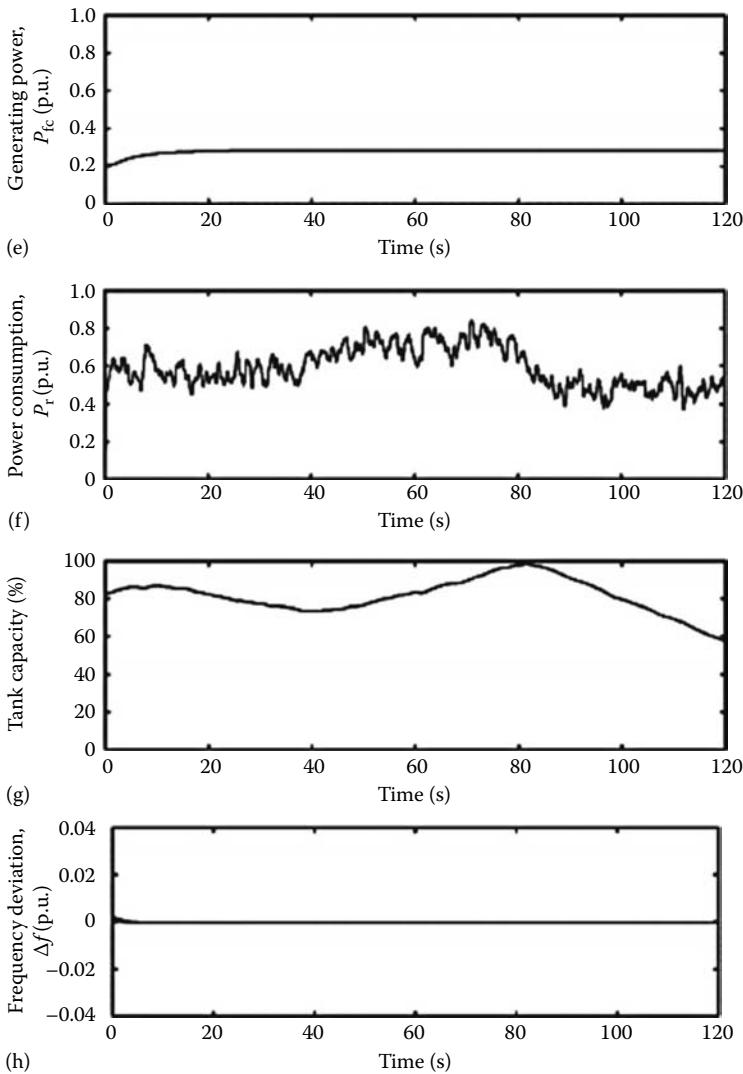 Generating power,
P_fc (p.u.)
1.0
0.8
0.6
0.4
0.2
0
0 20 40 60 80 100 120
Time (s)
(e)
Power consumption,
P_r (p.u.)
1.0
0.8
0.6
0.4
0.2
0
0 20 40 60 80 100 120
Time (s)
(f)
Tank capacity (%)
100
80
60
40
20
0
0 20 40 60 80 100 120
Time (s)
(g)
Frequency deviation,
Δf (p.u.)
0.04
0.02
0
–0.02
–0.04
0 20 40 60 80 100 120
Time (s)
(h)